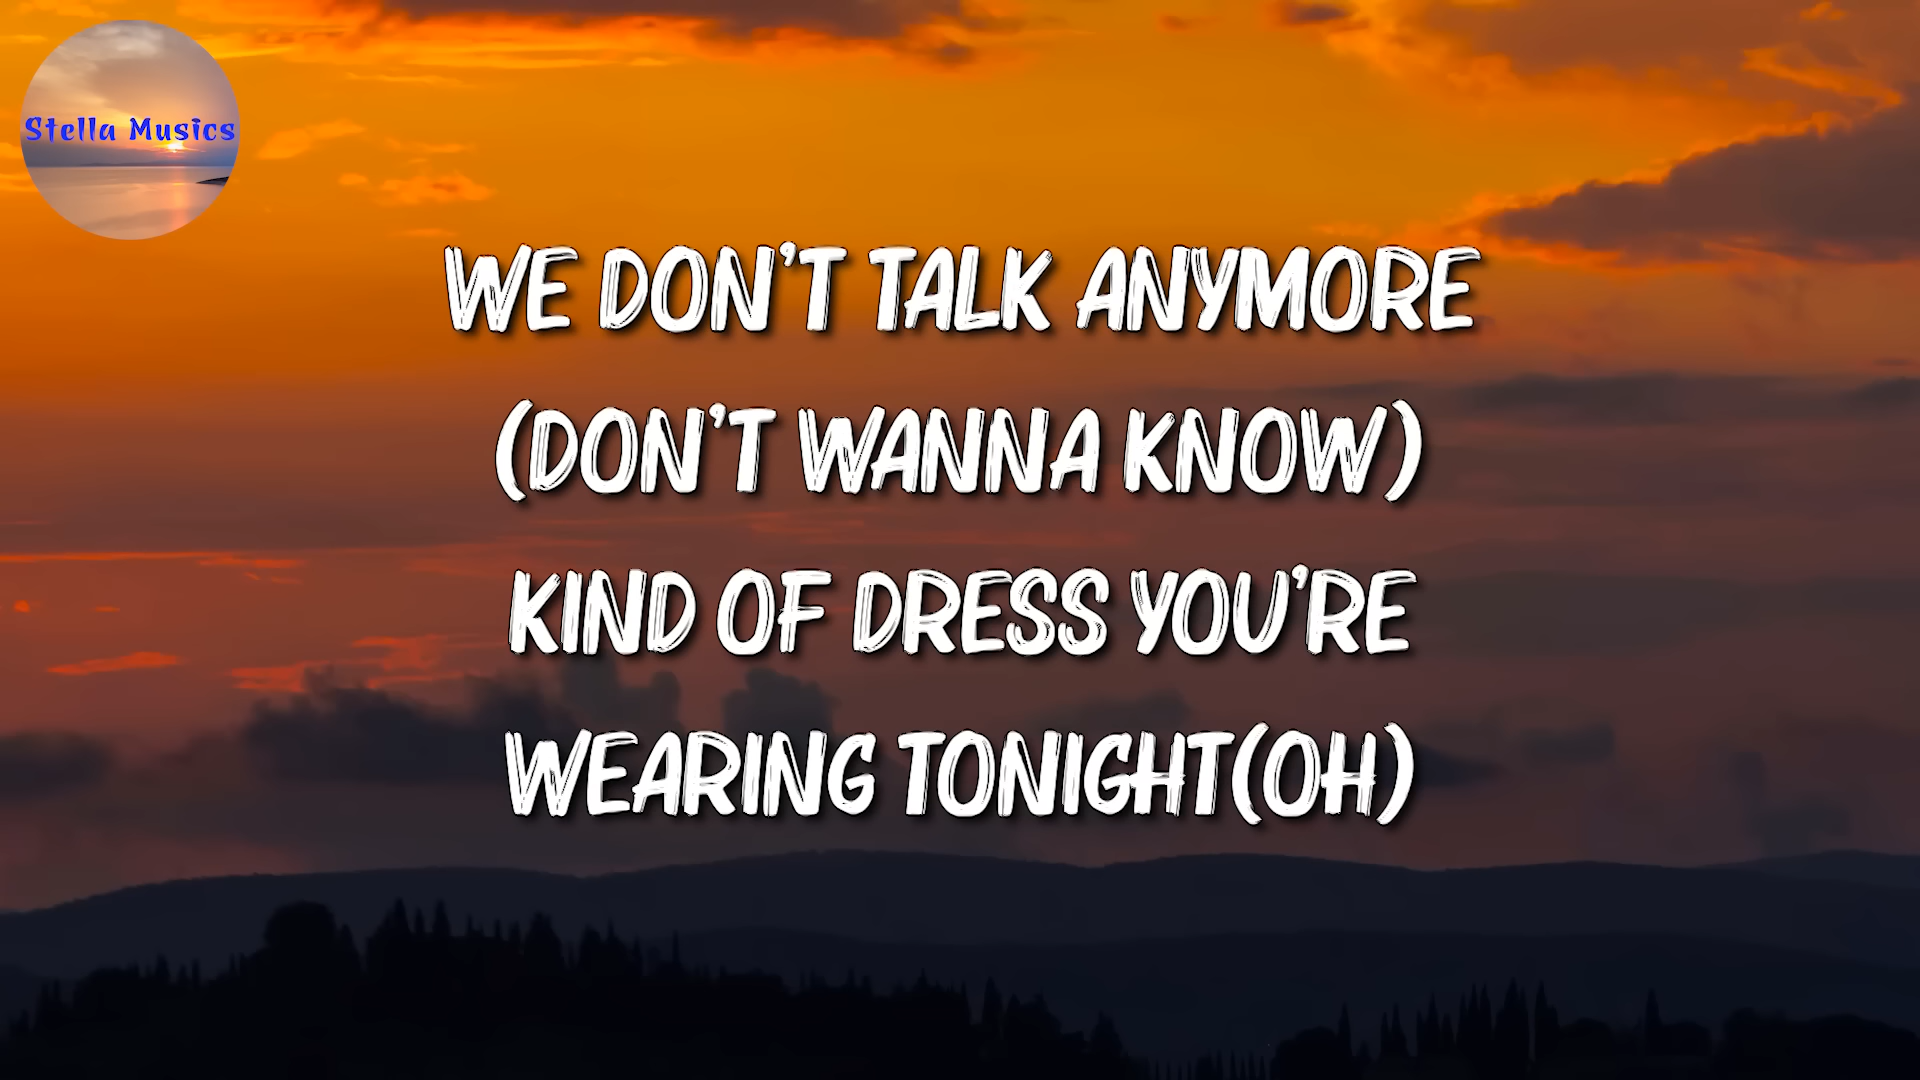 Stella Musics
WE DON'T TALK ANYMORE
(DON'T WANNA KNOW)
KIND OF DRESS YOU'RE
WEARING TONIGHT(OH)